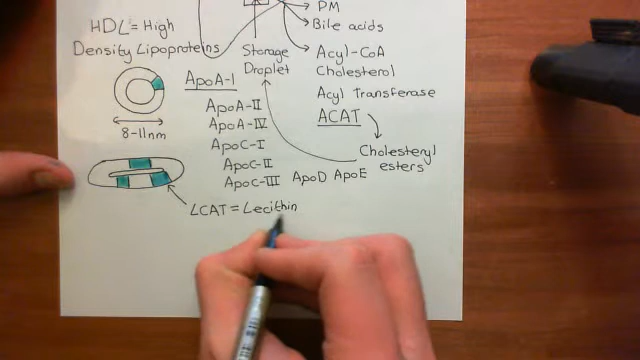 HDL = High
Density Lipoproteins
8-11nm
ApoA-I
ApoA-II
ApoA-IV
ApoC-I
ApoC-II
ApoC-III ApoD ApoE
LCAT = Lecithin
Storage
Droplet
PM
Bile acids
Acyl-CoA
Cholesterol
Acyl Transferase
ACAT
Cholesteryl
esters